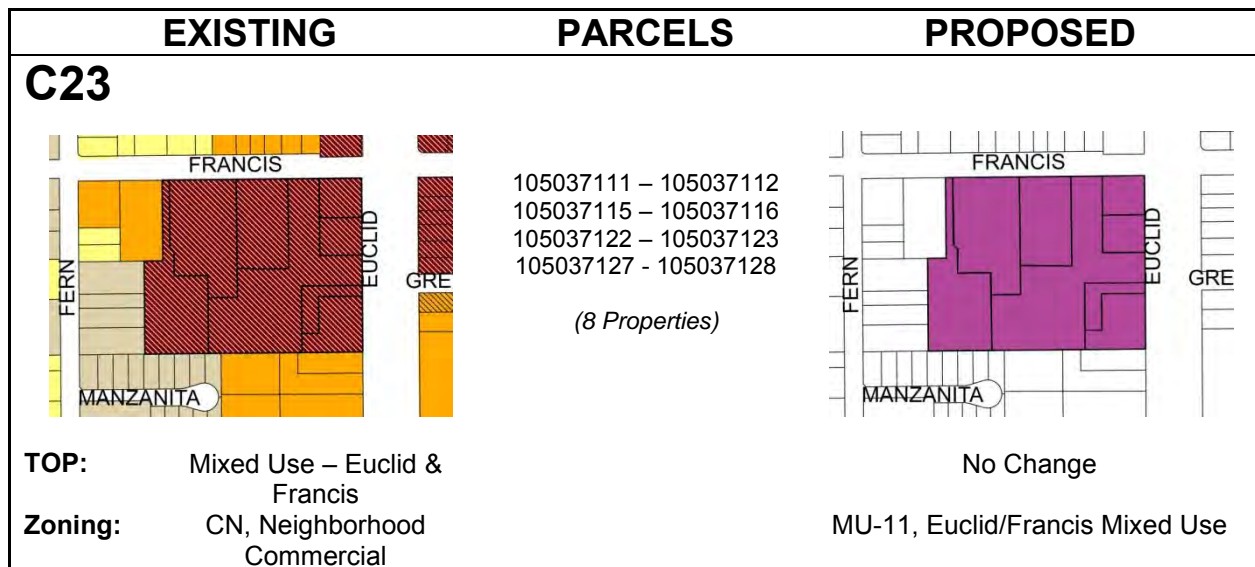 EXISTING PARCELS PROPOSED
C23
FRANCIS
FERN
EUCLID
GRE
MANZANITA
105037111 – 105037112
105037115 – 105037116
105037122 – 105037123
105037127 - 105037128
(8 Properties)
FRANCIS
FERN
EUCLID
GRE
MANZANITA
TOP: Mixed Use – Euclid & No Change
Francis
Zoning: CN, Neighborhood MU-11, Euclid/Francis Mixed Use
Commercial